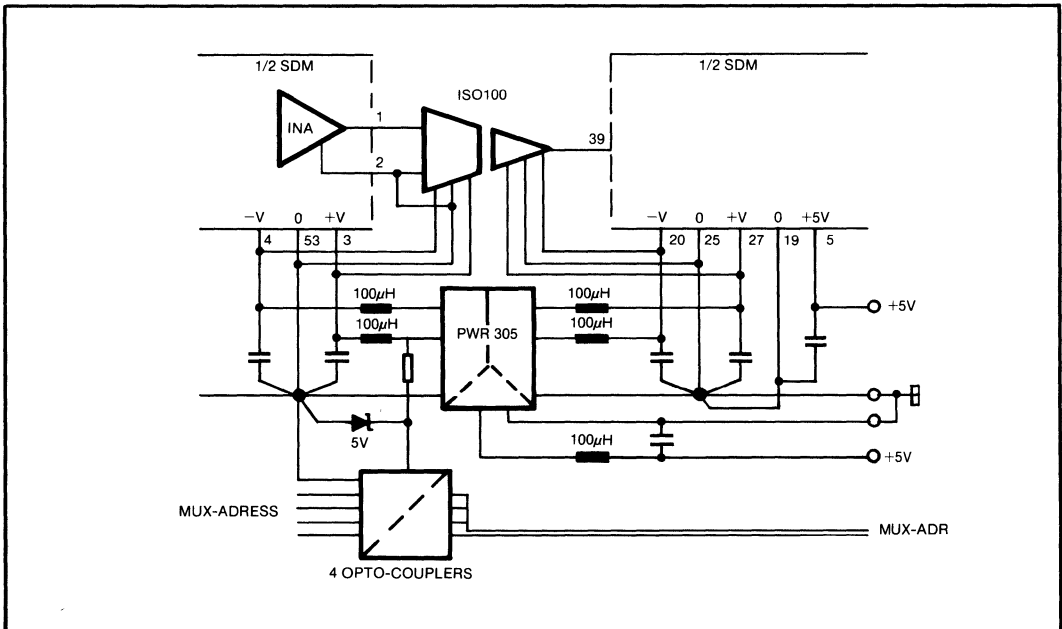 1/2 SDM
1/2 SDM
ISO100
INA
1
2
39
−V 0 +V
4 53 3
−V 0 +V 0 +5V
20 25 27 19 5
100μH
100μH
+5V
100μH
100μH
PWR 305
5V
100μH
+5V
MUX-ADRESS
MUX-ADR
4 OPTO-COUPLERS